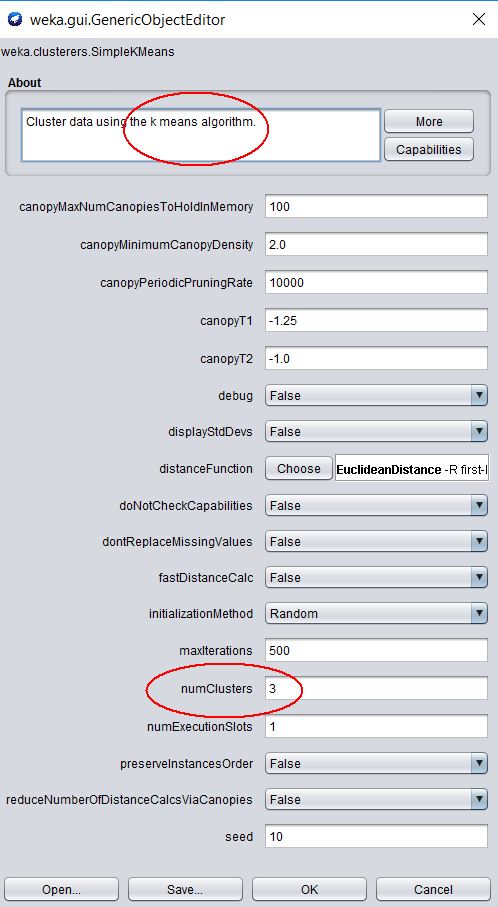 weka.gui.GenericObjectEditor
weka.clusterers.SimpleKMeans
About
Cluster data using the k means algorithm.
More
Capabilities
canopyMaxNumCanopiesToHoldInMemory 100
canopyMinimumCanopyDensity 2.0
canopyPeriodicPruningRate 10000
canopyT1 -1.25
canopyT2 -1.0
debug False
displayStdDevs False
distanceFunction Choose EuclideanDistance -R first-l
doNotCheckCapabilities False
dontReplaceMissingValues False
fastDistanceCalc False
initializationMethod Random
maxIterations 500
numClusters 3
numExecutionSlots 1
preserveInstancesOrder False
reduceNumberOfDistanceCalcsViaCanopies False
seed 10
Open... Save... OK Cancel